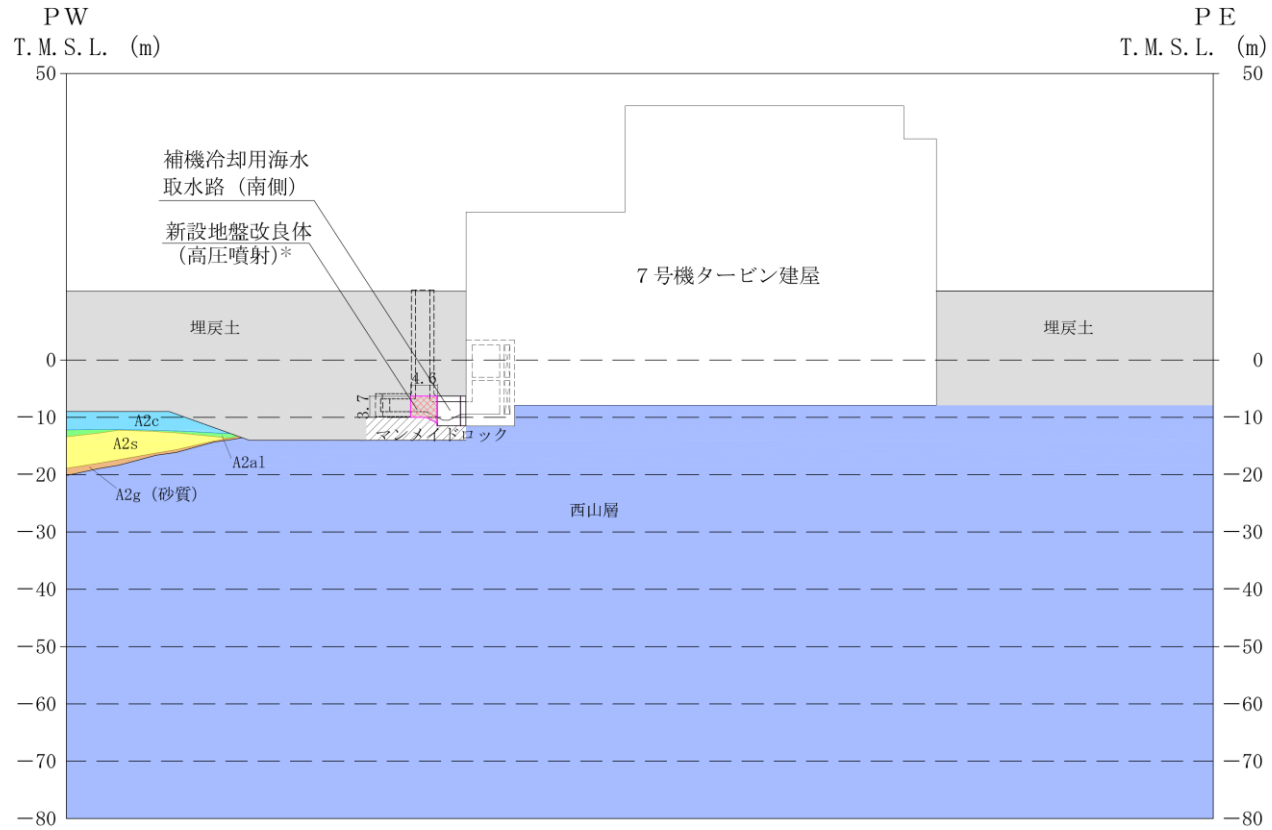 PW
T.M.S.L. (m)
PE
T.M.S.L. (m)
50
50
補機冷却用海水
取水路（南側）
新設地盤改良体
（高圧噴射）*
７号機タービン建屋
埋戻土
埋戻土
0
0
4.6
3.7
−10
−10
A2c
マンメイドロック
A2s
A2al
−20
−20
A2g（砂質）
西山層
−30
−30
−40
−40
−50
−50
−60
−60
−70
−70
−80
−80